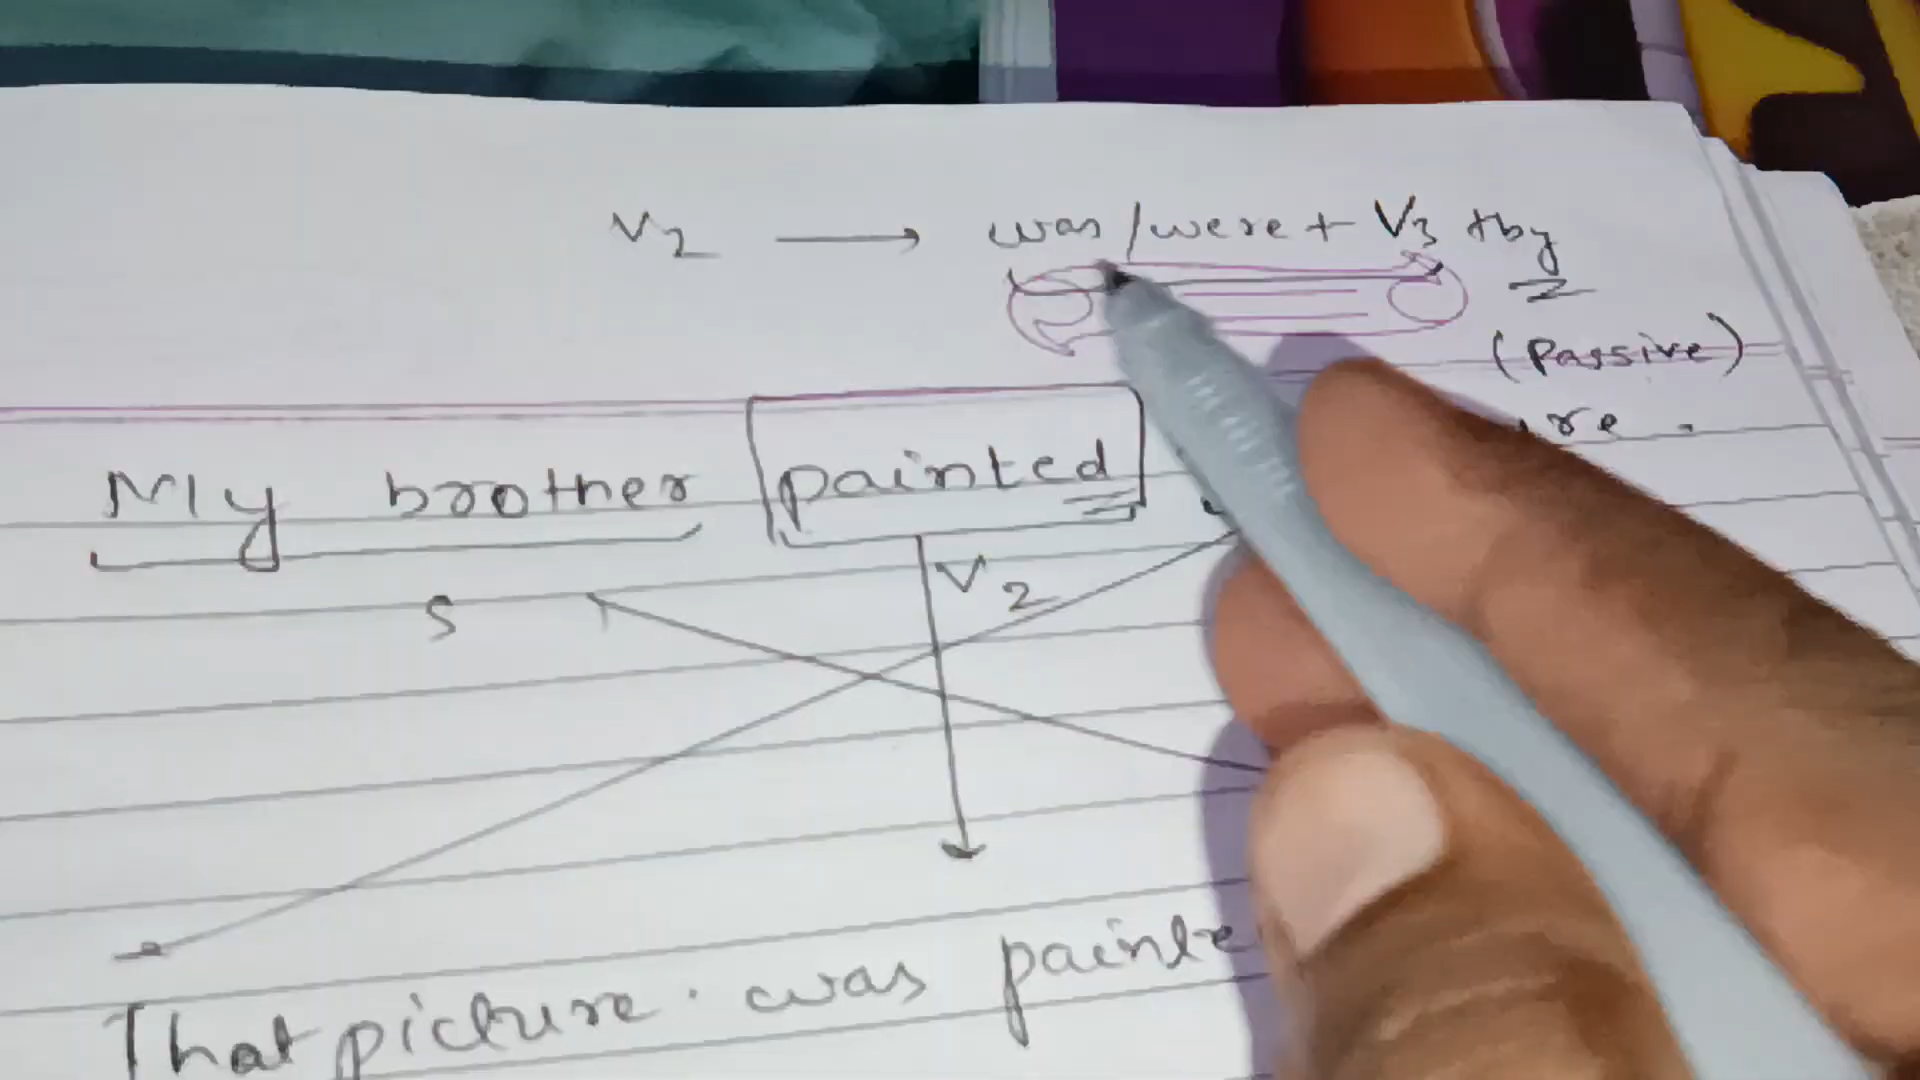 V2 → was/were + V3 + by
(Passive)
My brother painted
S V2
That picture was painte